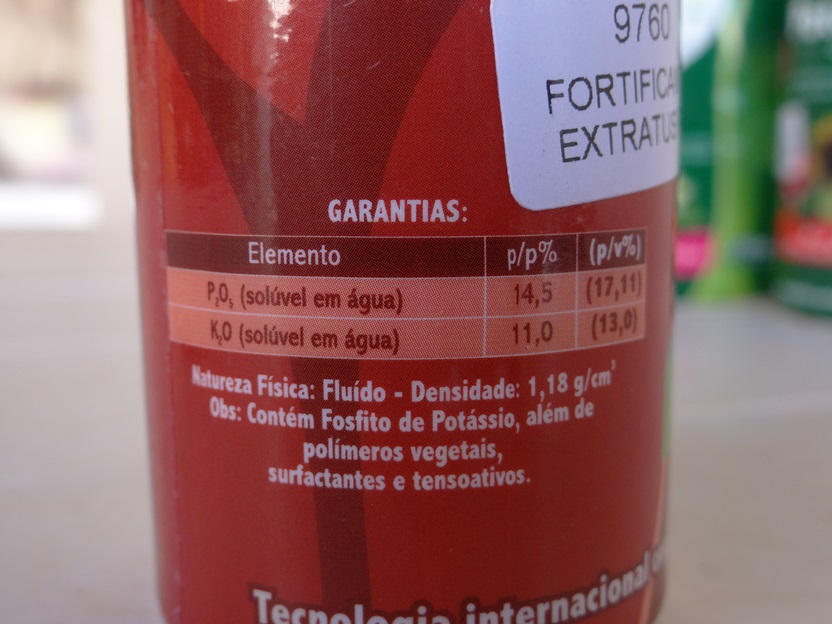 9760
FORTIFICA
EXTRATUS
GARANTIAS:
Elemento p/p% (p/v%)
P₂O₅ (solúvel em água) 14,5 (17,11)
K₂O (solúvel em água) 11,0 (13,0)
Natureza Física: Fluído - Densidade: 1,18 g/cm³
Obs: Contém Fosfito de Potássio, além de
polímeros vegetais,
surfactantes e tensoativos.
Tecnologia internacional